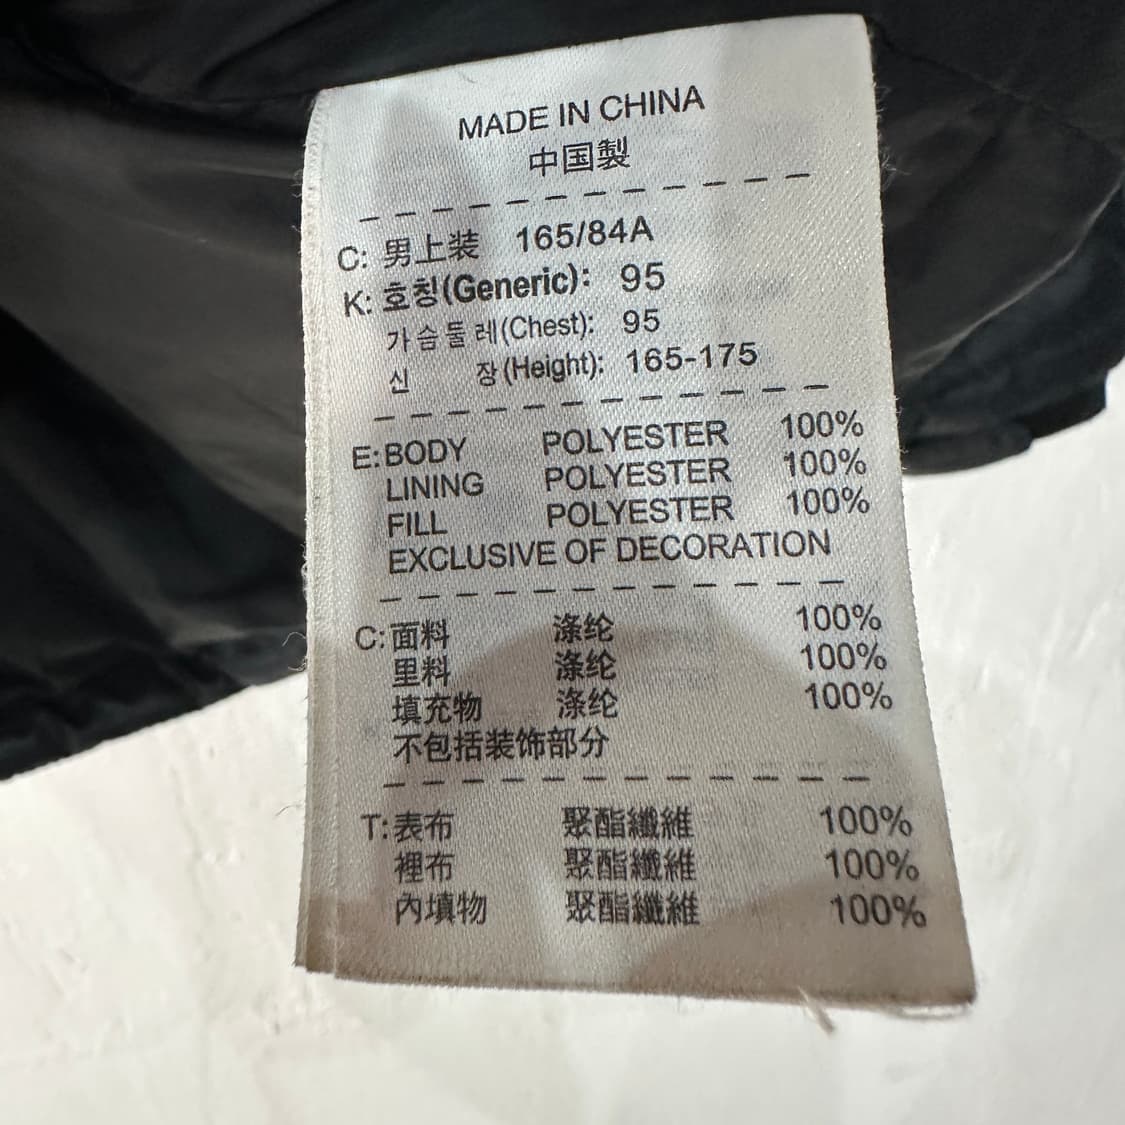 MADE IN CHINA
中国製
C: 男上装 165/84A
K: 호칭(Generic): 95
가슴둘레(Chest): 95
신 장(Height): 165-175
E: BODY POLYESTER 100%
LINING POLYESTER 100%
FILL POLYESTER 100%
EXCLUSIVE OF DECORATION
C: 面料 涤纶 100%
里料 涤纶 100%
填充物 涤纶 100%
不包括装饰部分
T: 表布 聚酯纖維 100%
裡布 聚酯纖維 100%
內填物 聚酯纖維 100%